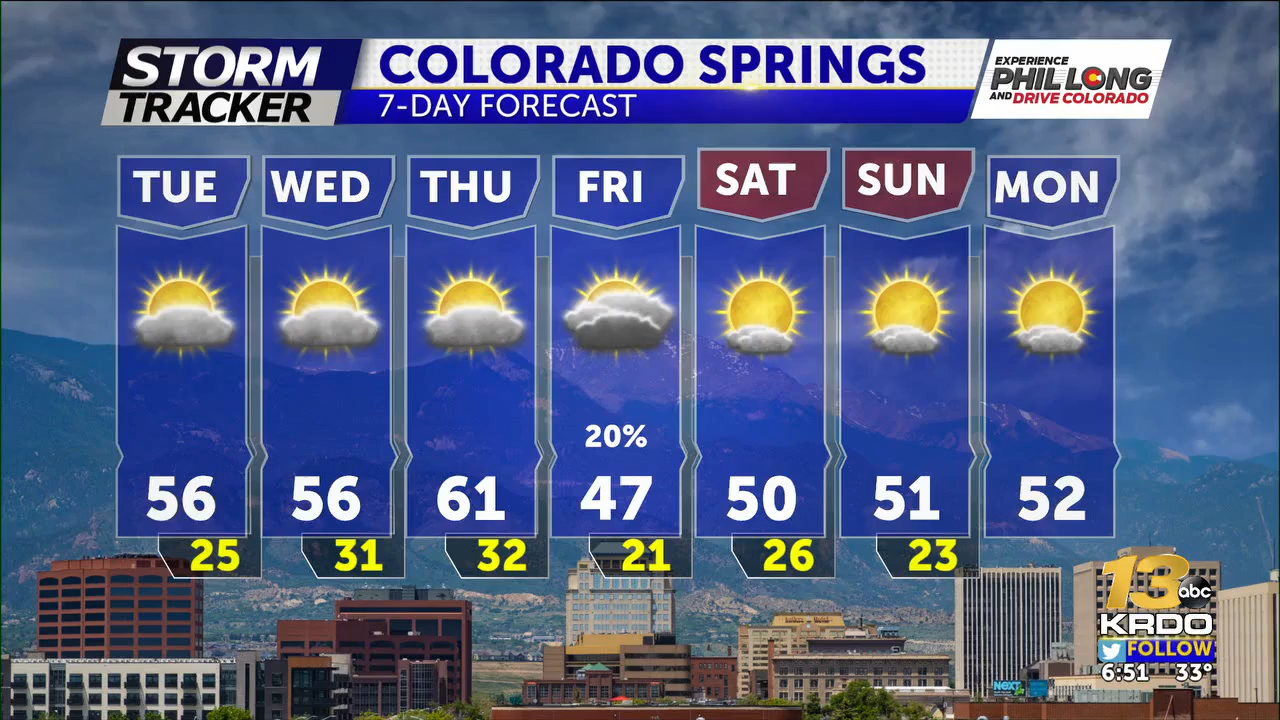 STORM TRACKER
COLORADO SPRINGS
7-DAY FORECAST
EXPERIENCE
PHIL LONG
AND DRIVE COLORADO
TUE WED THU FRI SAT SUN MON
20%
56 56 61 47 50 51 52
25 31 32 21 26 23
13 abc
KRDO
FOLLOW
6:51 33°
NEXT